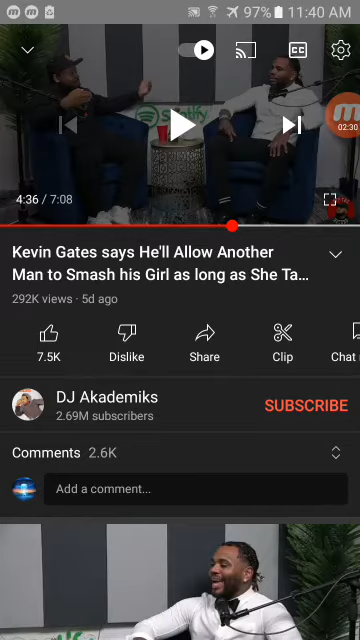 97% 11:40 AM
Spotify
02:30
4:36 / 7:08
Kevin Gates says He'll Allow Another
Man to Smash his Girl as long as She Ta...
292K views · 5d ago
7.5K Dislike Share Clip Chat
DJ Akademiks
2.69M subscribers
SUBSCRIBE
Comments 2.6K
Add a comment...